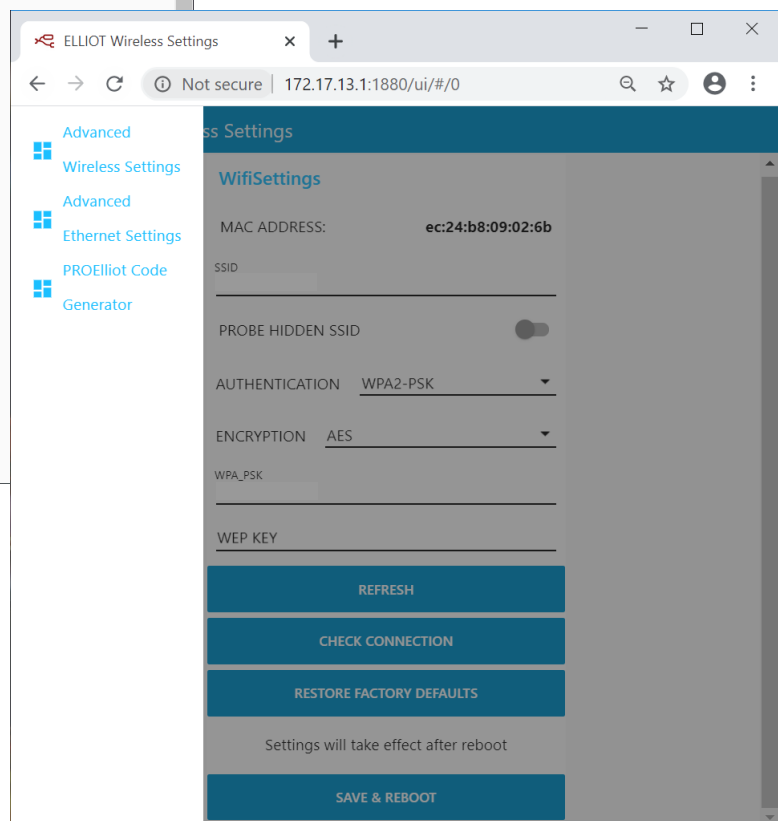 ELLIOT Wireless Settings
Not secure 172.17.13.1:1880/ui/#/0
Advanced
Wireless Settings
Advanced
Ethernet Settings
PROElliot Code
Generator
ss Settings
WifiSettings
MAC ADDRESS: ec:24:b8:09:02:6b
SSID
PROBE HIDDEN SSID
AUTHENTICATION WPA2-PSK
ENCRYPTION AES
WPA_PSK
WEP KEY
REFRESH
CHECK CONNECTION
RESTORE FACTORY DEFAULTS
Settings will take effect after reboot
SAVE & REBOOT